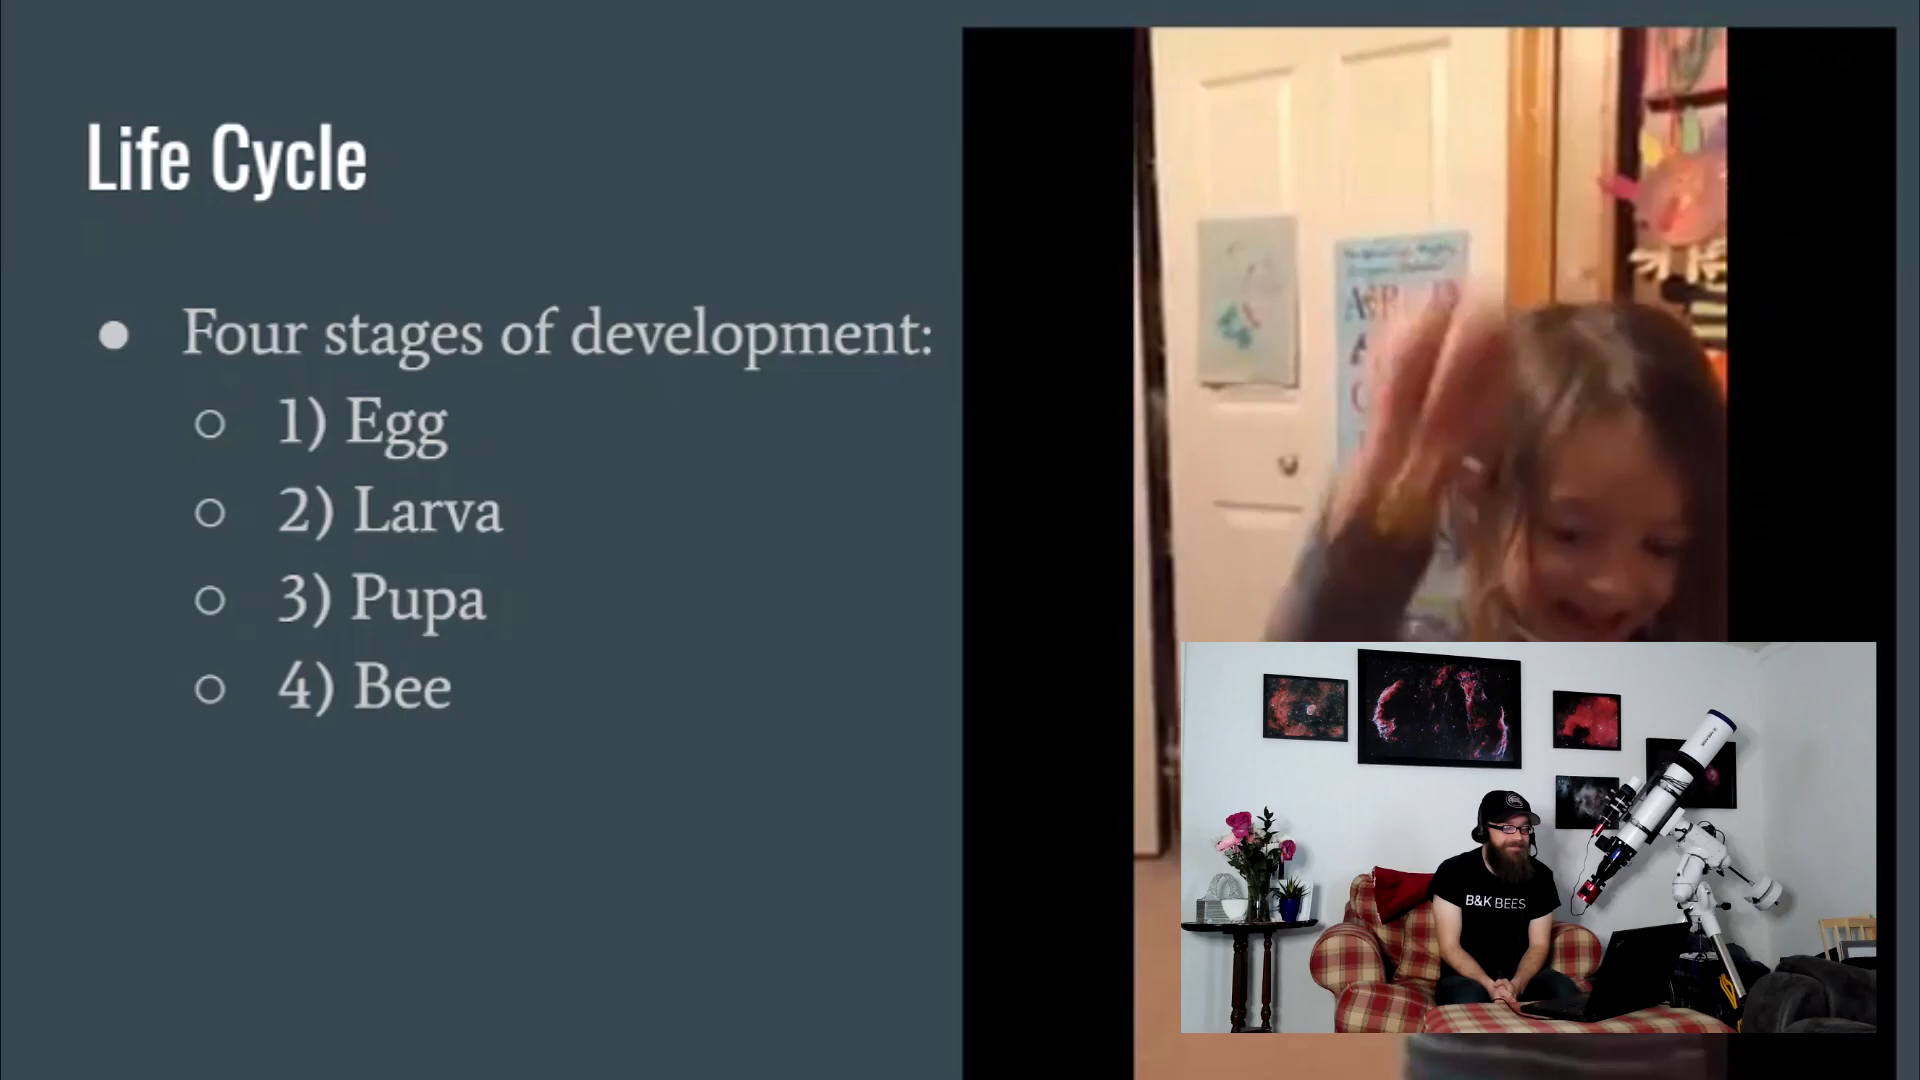 Life Cycle
● Four stages of development:
○ 1) Egg
○ 2) Larva
○ 3) Pupa
○ 4) Bee
B&K BEES